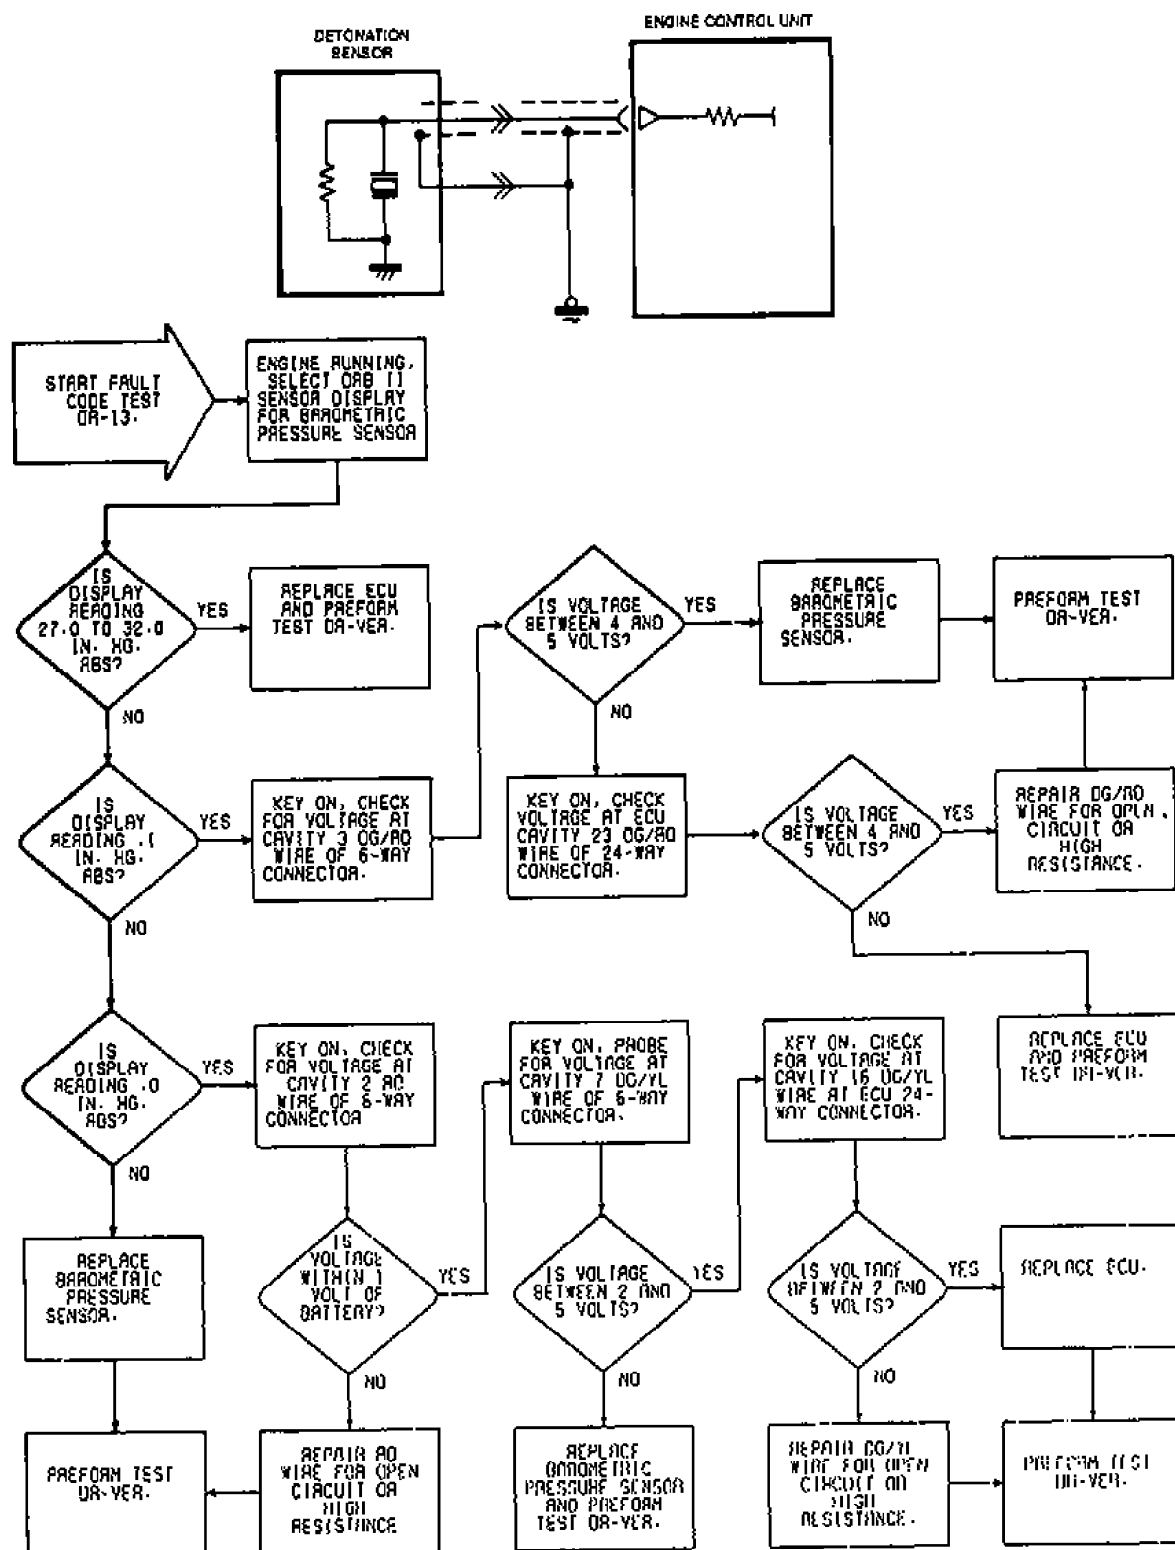 DETONATION
SENSOR
ENGINE CONTROL UNIT
START FAULT
CODE TEST
DR-13.
ENGINE RUNNING,
SELECT DRB II
SENSOR DISPLAY
FOR BAROMETRIC
PRESSURE SENSOR
IS
DISPLAY
READING
27.0 TO 32.0
IN. HG.
ABS?
YES
NO
REPLACE ECU
AND PREFORM
TEST DR-VER.
IS VOLTAGE
BETWEEN 4 AND
5 VOLTS?
YES
NO
REPLACE
BAROMETRIC
PRESSURE
SENSOR.
PREFORM TEST
DR-VER.
IS
DISPLAY
READING .1
IN. HG.
ABS?
YES
NO
KEY ON, CHECK
FOR VOLTAGE AT
CAVITY 3 OG/RD
WIRE OF 6-WAY
CONNECTOR.
KEY ON, CHECK
VOLTAGE AT ECU
CAVITY 23 OG/RD
WIRE OF 24-WAY
CONNECTOR.
IS VOLTAGE
BETWEEN 4 AND
5 VOLTS?
YES
NO
REPAIR OG/RD
WIRE FOR OPEN
CIRCUIT OR
HIGH
RESISTANCE.
IS
DISPLAY
READING .0
IN. HG.
ABS?
YES
NO
KEY ON, CHECK
FOR VOLTAGE AT
CAVITY 2 RD
WIRE OF 6-WAY
CONNECTOR
KEY ON, PROBE
FOR VOLTAGE AT
CAVITY DG/YL
WIRE OF 6-WAY
CONNECTOR.
KEY ON, CHECK
FOR VOLTAGE AT
CAVITY 16 DG/YL
WIRE AT ECU 24-
WAY CONNECTOR.
REPLACE ECU
AND PREFORM
TEST DR-VER.
REPLACE
BAROMETRIC
PRESSURE
SENSOR.
IS
VOLTAGE
WITHIN 1
VOLT OF
BATTERY?
YES
NO
IS VOLTAGE
BETWEEN 2 AND
5 VOLTS?
YES
NO
IS VOLTAGE
BETWEEN 2 AND
5 VOLTS?
YES
NO
REPLACE ECU.
PREFORM TEST
DR-VER.
REPAIR RD
WIRE FOR OPEN
CIRCUIT OR
HIGH
RESISTANCE
REPLACE
BAROMETRIC
PRESSURE SENSOR
AND PREFORM
TEST DR-VER.
REPAIR
WIRE FOR OPEN
CIRCUIT OR
HIGH
RESISTANCE.
PREFORM TEST
DR-VER.